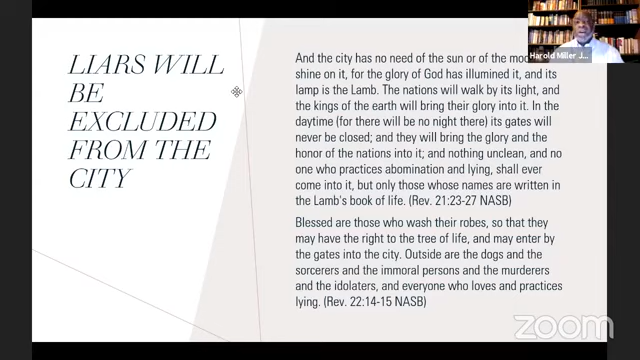 LIARS WILL
BE
EXCLUDED
FROM THE
CITY
And the city has no need of the sun or of the
shine on it, for the glory of God has illumined it, and its
lamp is the Lamb. The nations will walk by its light, and
the kings of the earth will bring their glory into it. In the
daytime (for there will be no night there) its gates will
never be closed; and they will bring the glory and the
honor of the nations into it; and nothing unclean, and no
one who practices abomination and lying, shall ever
come into it, but only those whose names are written in
the Lamb's book of life. (Rev. 21:23-27 NASB)
Blessed are those who wash their robes, so that they
may have the right to the tree of life, and may enter by
the gates into the city. Outside are the dogs and the
sorcerers and the immoral persons and the murderers
and the idolaters, and everyone who loves and practices
lying. (Rev. 22:14-15 NASB)
Harold Miller J...
zoom